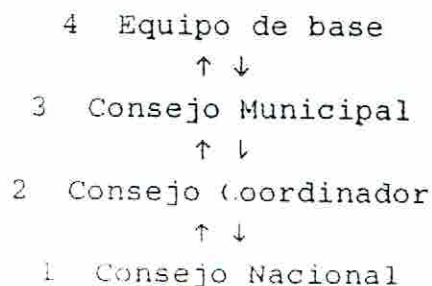 4 Equipo de base
↑ ↓
3 Consejo Municipal
↑ ↓
2 Consejo Coordinador
↑ ↓
1 Consejo Nacional